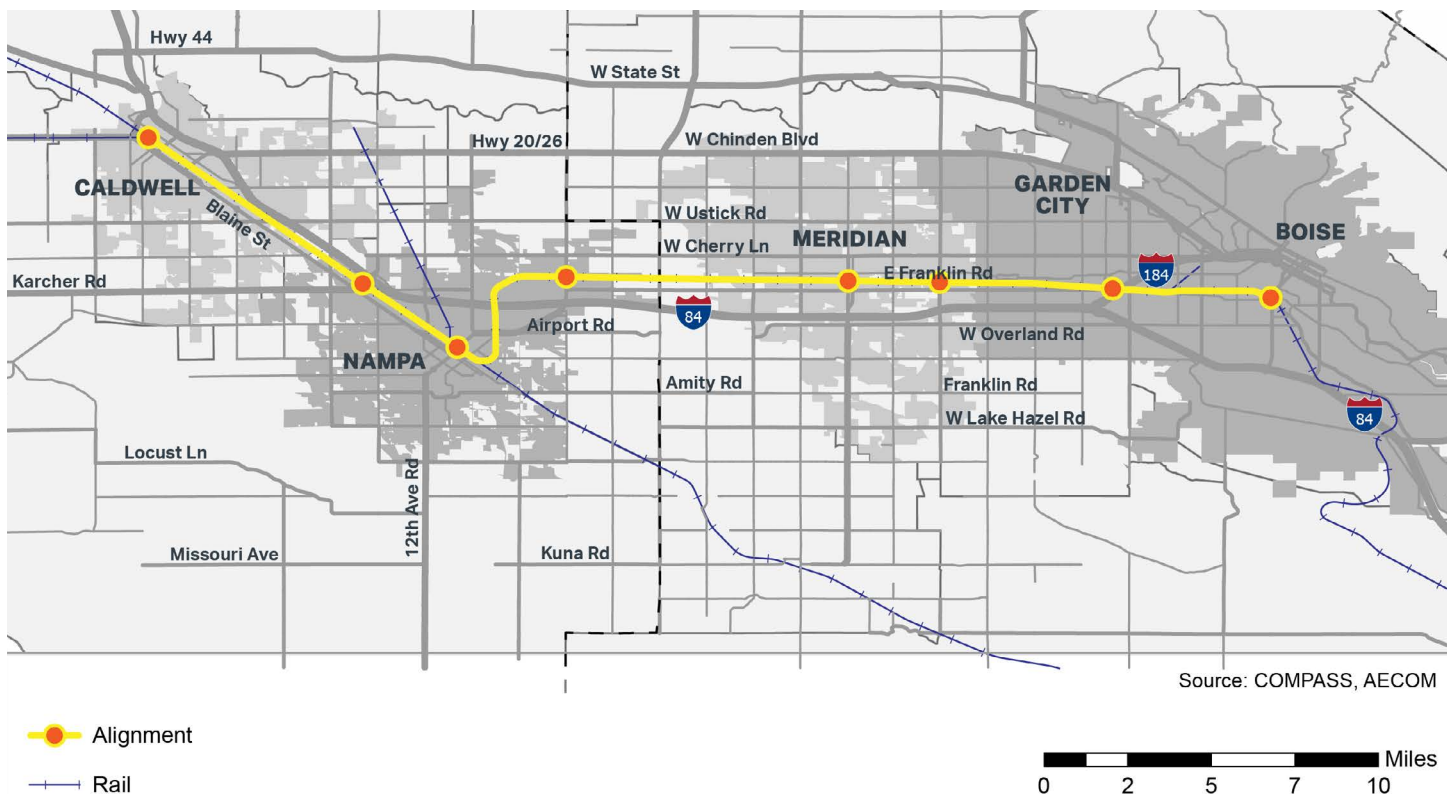 Hwy 44
W State St
Hwy 20/26
W Chinden Blvd
CALDWELL
GARDEN
CITY
Blaine St
W Ustick Rd
BOISE
W Cherry Ln
MERIDIAN
Karcher Rd
E Franklin Rd
184
84
Airport Rd
W Overland Rd
NAMPA
Amity Rd
Franklin Rd
W Lake Hazel Rd
84
Locust Ln
12th Ave Rd
Missouri Ave
Kuna Rd
Source: COMPASS, AECOM
Alignment
Rail
Miles
0 2 5 7 10